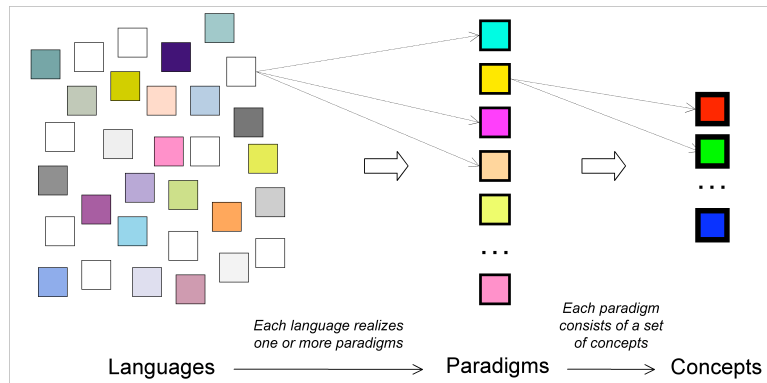 ...
...
Each language realizes
one or more paradigms
Each paradigm
consists of a set
of concepts
Languages
Paradigms
Concepts